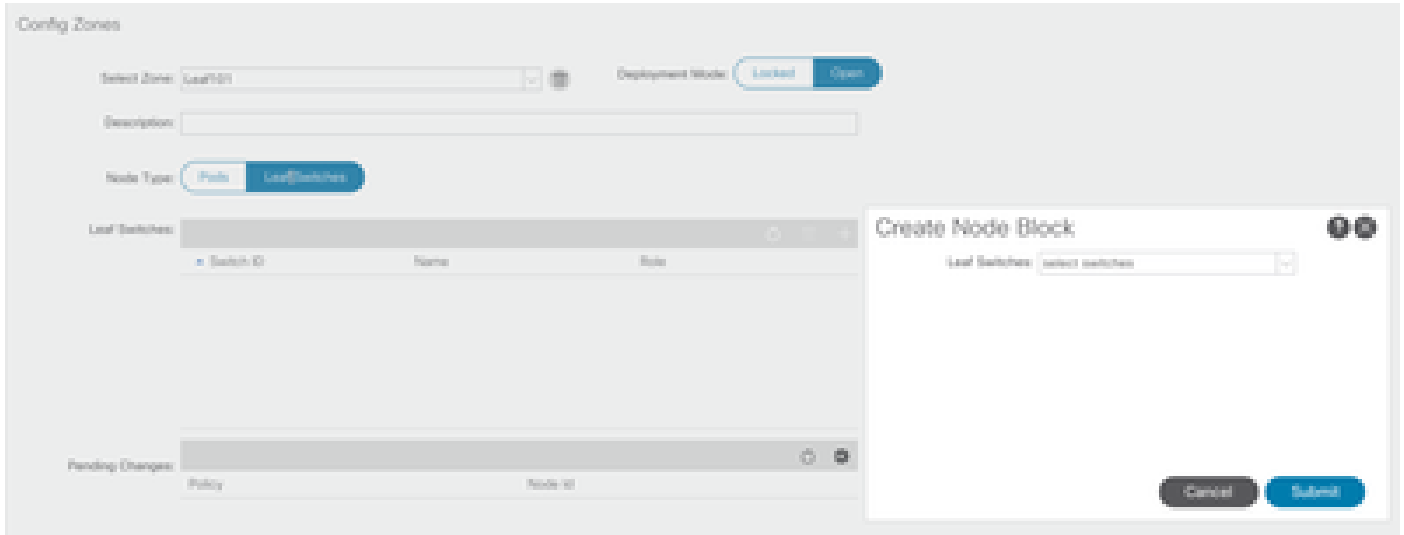 Config Zones
Select Zone: Leaf101
Deployment Mode: Locked Open
Description:
Node Type: Pods Leaf Switches
Leaf Switches:
Switch ID Name Role
Pending Changes:
Policy Node Id
Create Node Block
Leaf Switches: select switches
Cancel Submit